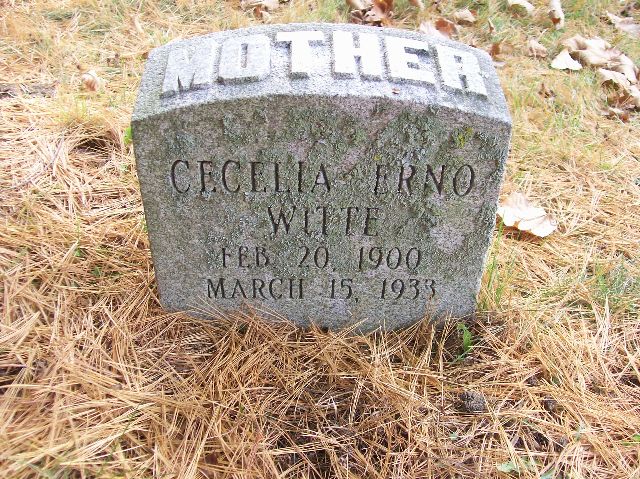 MOTHER
CECELIA ERNO
WITTE
FEB. 20, 1900
MARCH 15, 1933